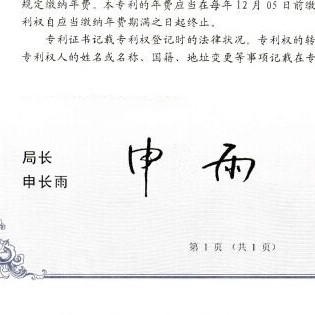 规定缴纳年费。本专利的年费应当在每年 12 月 05 日前缴
利权自应当缴纳年费期满之日起终止。
专利证书记载专利权登记时的法律状况。专利权的转
专利权人的姓名或名称、国籍、地址变更等事项记载在专
局长
申长雨
申 雨
第 1 页 （共 1 页）